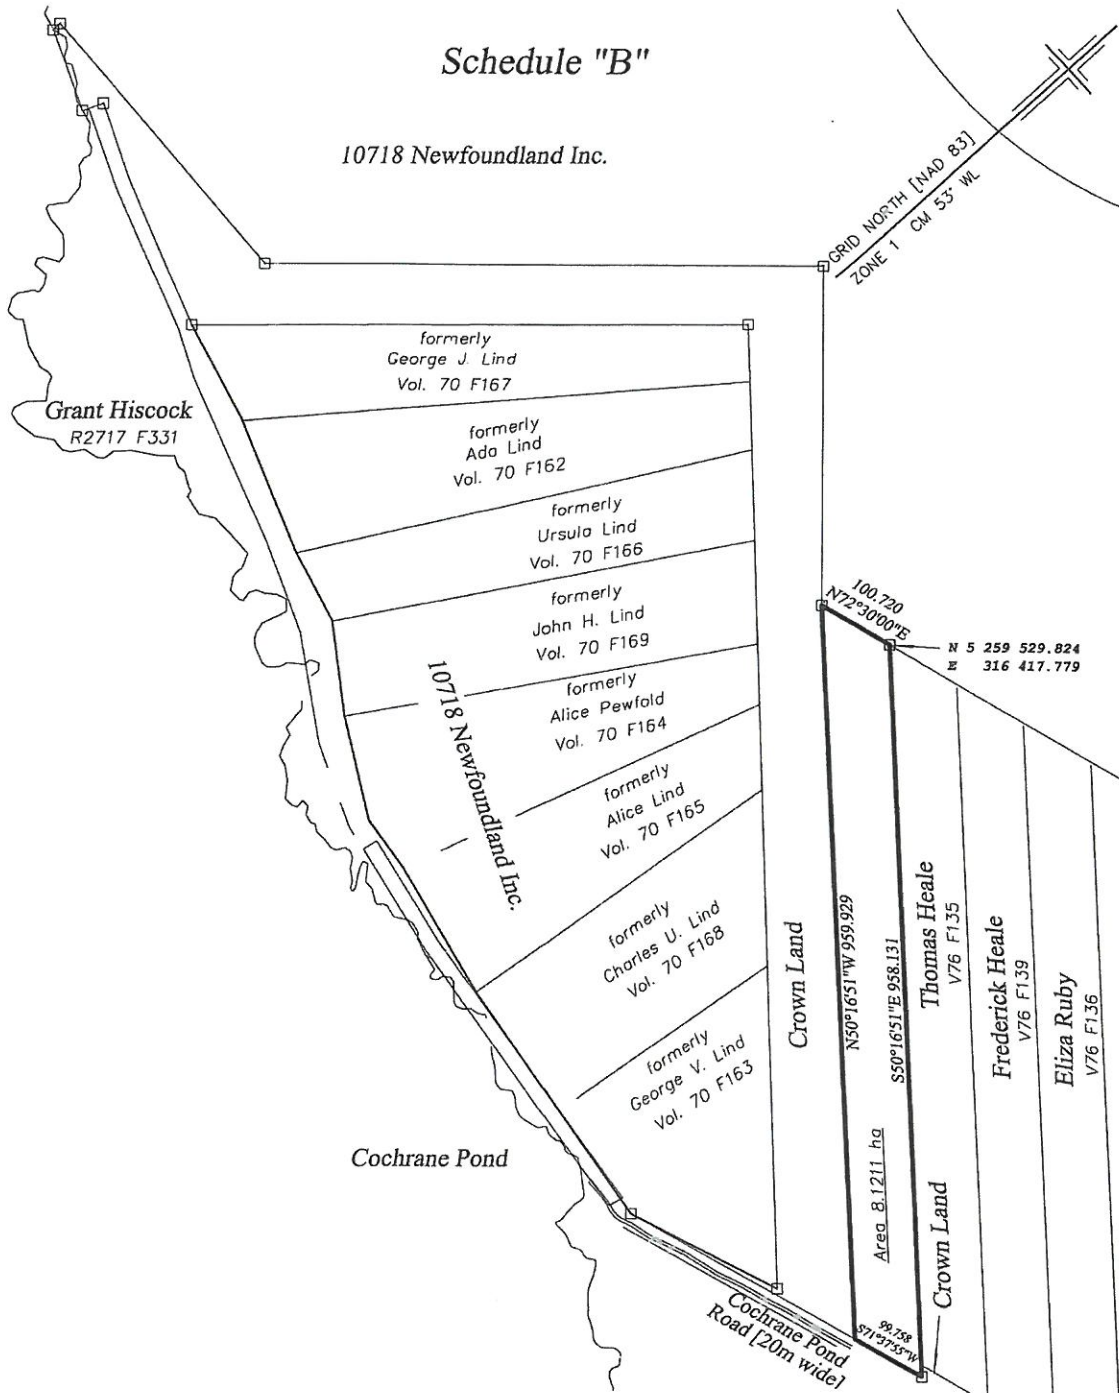 Schedule "B"
10718 Newfoundland Inc.
GRID NORTH [NAD 83]
ZONE 1 CM 53° WL
formerly
George J. Lind
Vol. 70 F167
Grant Hiscock
R2717 F331
formerly
Ada Lind
Vol. 70 F162
formerly
Ursula Lind
Vol. 70 F166
formerly
John H. Lind
Vol. 70 F169
100.720
N72°30'00"E
N 5 259 529.824
E 316 417.779
10718 Newfoundland Inc.
formerly
Alice Pewfold
Vol. 70 F164
formerly
Alice Lind
Vol. 70 F165
formerly
Charles U. Lind
Vol. 70 F168
formerly
George V. Lind
Vol. 70 F163
Crown Land
N50°16'51"W 959.929
S50°16'51"E 958.131
Area 8.1211 ha
Thomas Heale
V76 F135
Frederick Heale
V76 F139
Eliza Ruby
V76 F136
Cochrane Pond
Crown Land
Cochrane Pond
Road [20m wide]
99.758
S71°37'55"W